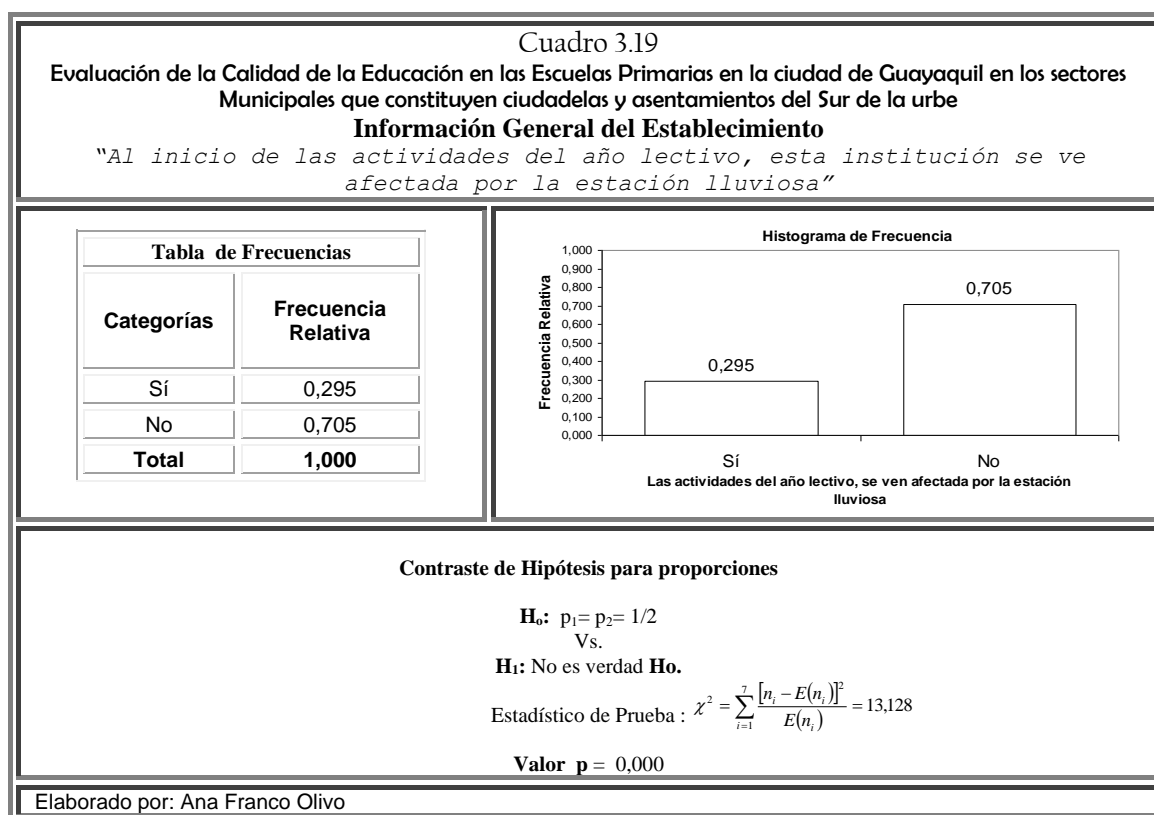 Cuadro 3.19
Evaluación de la Calidad de la Educación en las Escuelas Primarias en la ciudad de Guayaquil en los sectores
Municipales que constituyen ciudadelas y asentamientos del Sur de la urbe
Información General del Establecimiento
“Al inicio de las actividades del año lectivo, esta institución se ve
afectada por la estación lluviosa”
Tabla de Frecuencias
Categorías Frecuencia Relativa
Sí 0,295
No 0,705
Total 1,000
Histograma de Frecuencia
Frecuencia Relativa
1,000
0,900
0,800
0,700
0,600
0,500
0,400
0,300
0,200
0,100
0,000
0,295
0,705
Sí No
Las actividades del año lectivo, se ven afectada por la estación
lluviosa
Contraste de Hipótesis para proporciones
Hₒ: p₁= p₂= 1/2
Vs.
H₁: No es verdad Ho.
Estadístico de Prueba : χ² = ∑_{i=1}^{7} [n_i − E(n_i)]² / E(n_i) = 13,128
Valor p = 0,000
Elaborado por: Ana Franco Olivo